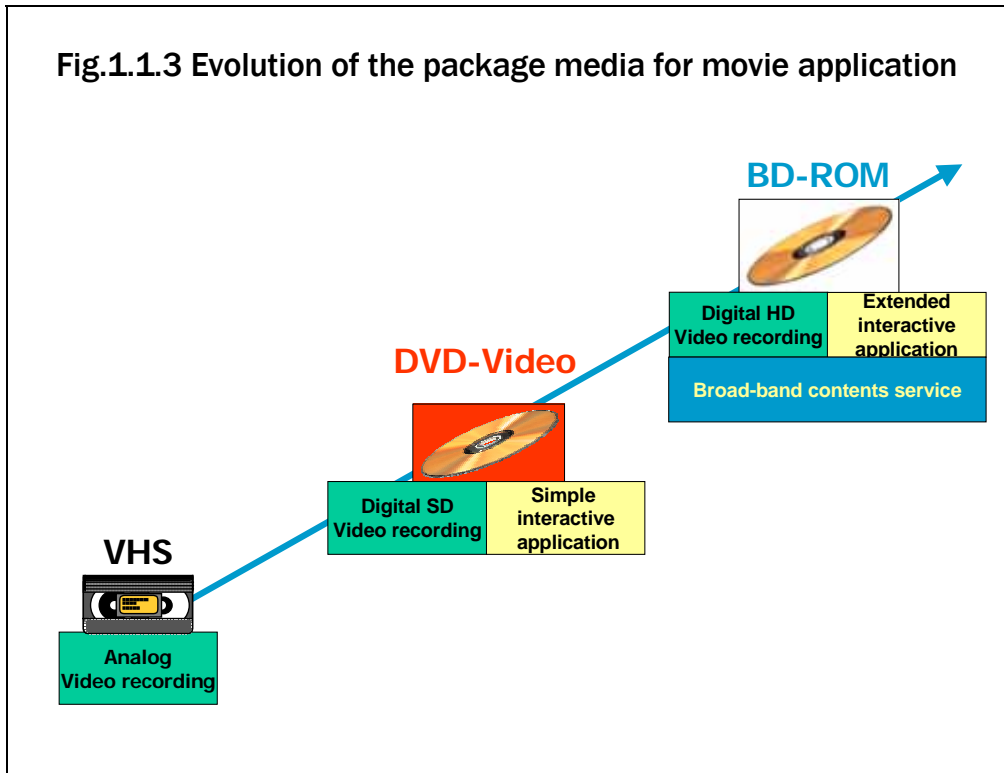 Fig.1.1.3 Evolution of the package media for movie application
BD-ROM
Digital HD
Video recording
Extended
interactive
application
Broad-band contents service
DVD-Video
Digital SD
Video recording
Simple
interactive
application
VHS
Analog
Video recording